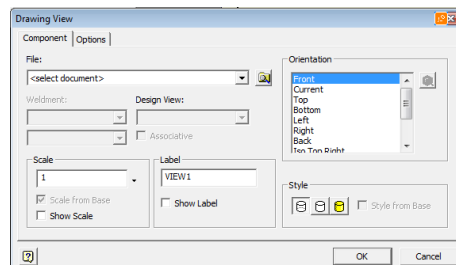 Drawing View
Component
Options
File:
<select document>
Weldment:
Design View:
Associative
Scale
1
Scale from Base
Show Scale
Label
VIEW1
Show Label
Orientation
Front
Current
Top
Bottom
Left
Right
Back
Iso Top Right
Style
Style from Base
OK
Cancel